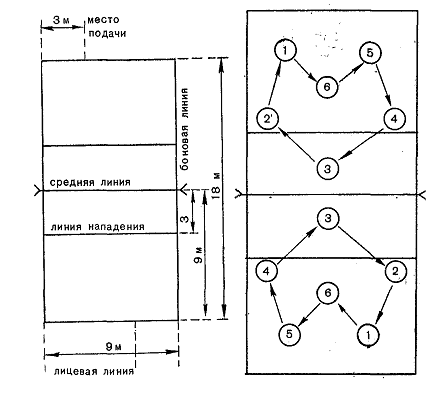 3 м место
подачи
боковая линия
средняя линия
18 м
линия нападения
3
9 м
9 м
лицевая линия
1
5
6
2'
4
3
3
4
2
6
5
1